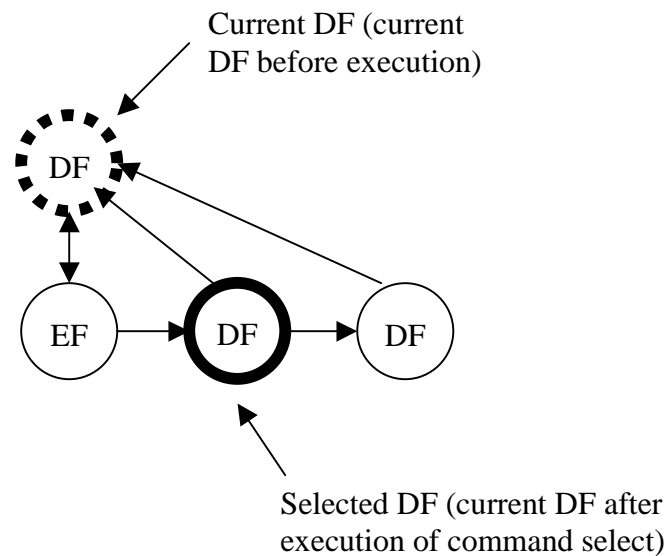 Current DF (current
DF before execution)
DF
EF
DF
DF
Selected DF (current DF after
execution of command select)